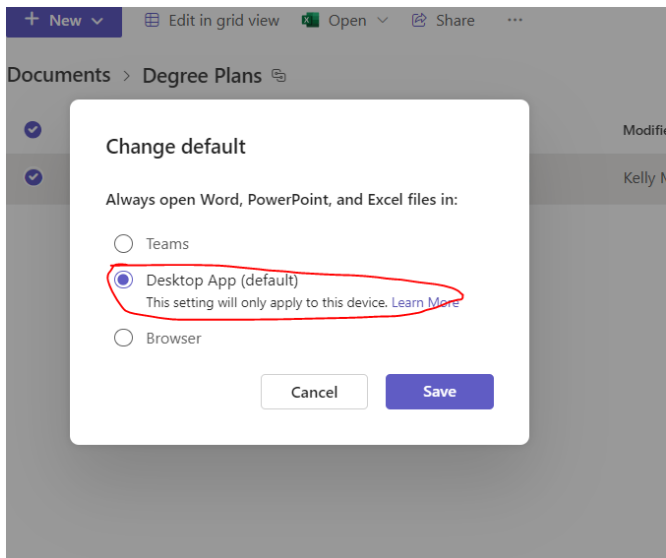 + New Edit in grid view Open Share ...
Documents > Degree Plans
Change default
Modifie
Kelly M
Always open Word, PowerPoint, and Excel files in:
Teams
Desktop App (default)
This setting will only apply to this device. Learn More
Browser
Cancel Save